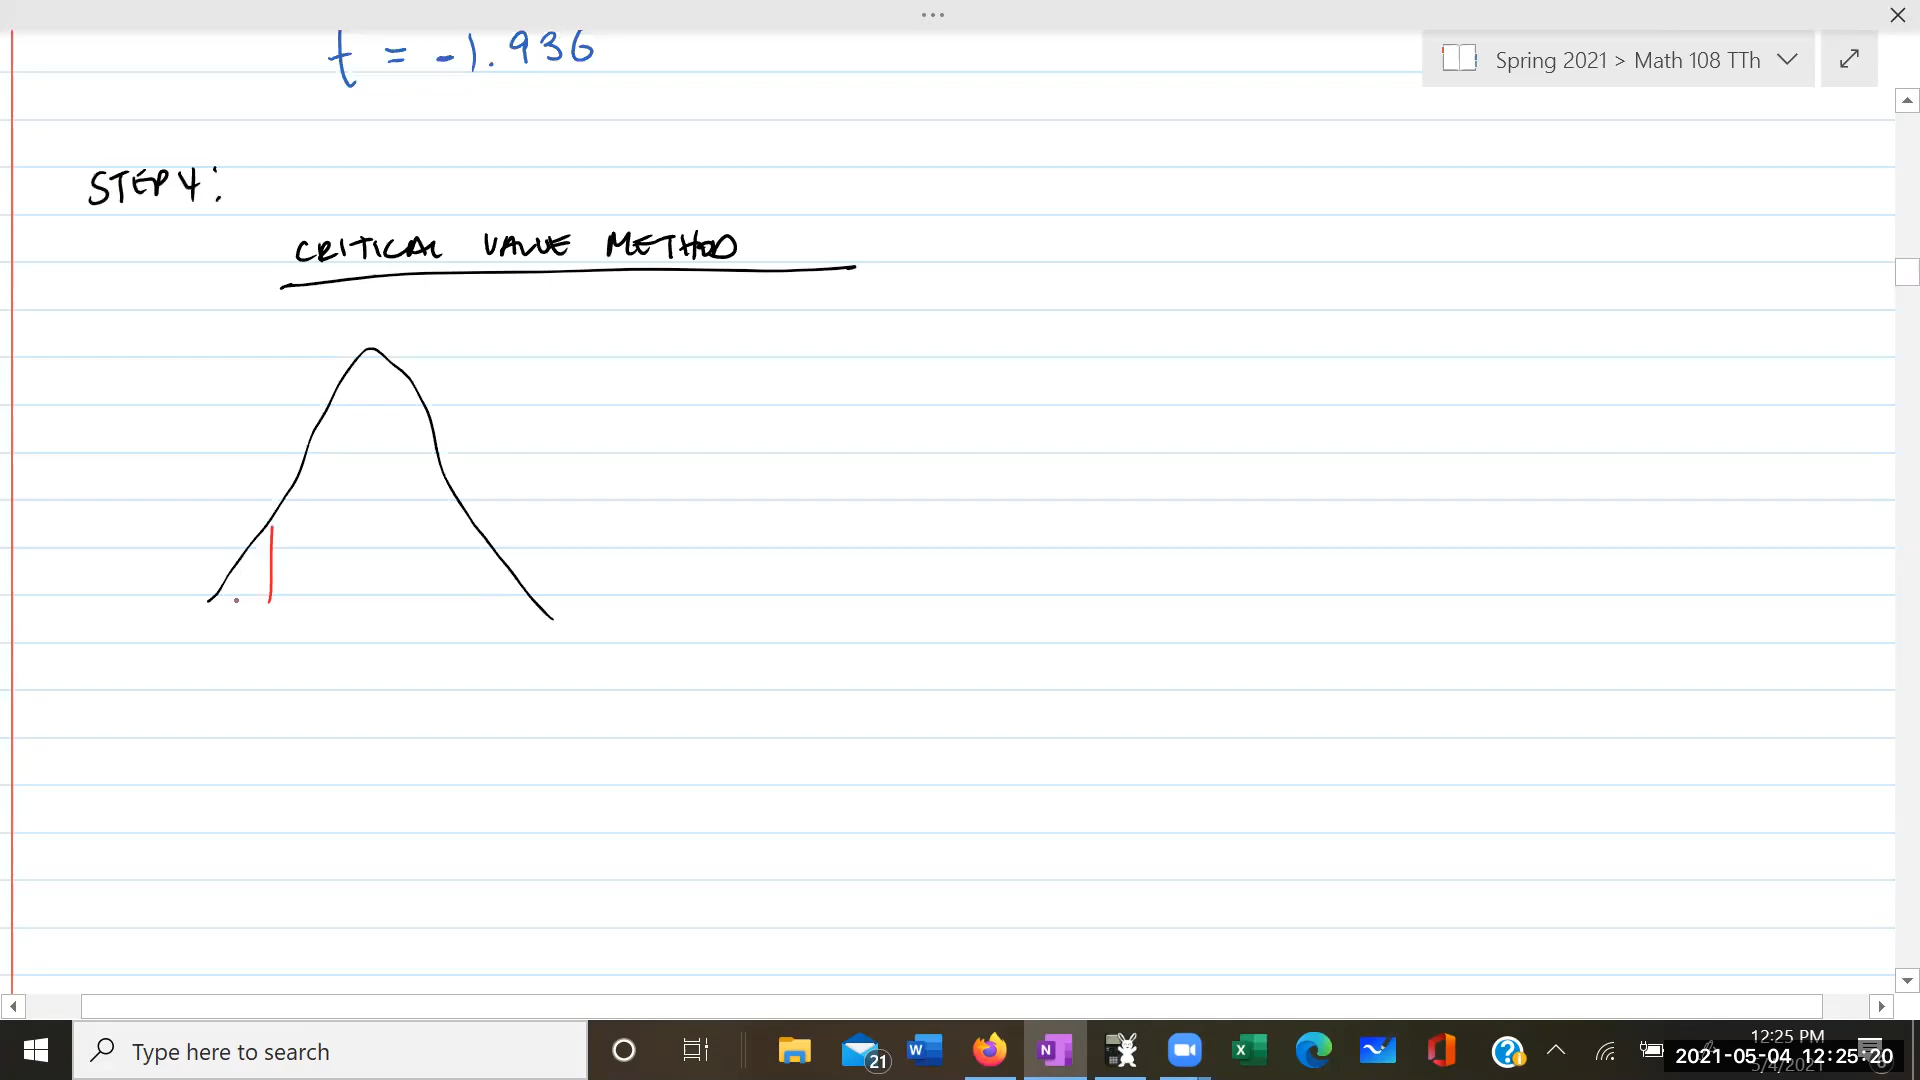 t = -1.936
Spring 2021 > Math 108 TTh
STEP 4:
CRITICAL VALUE METHOD
Type here to search
21
12:25 PM
2021-05-04 12:25:20